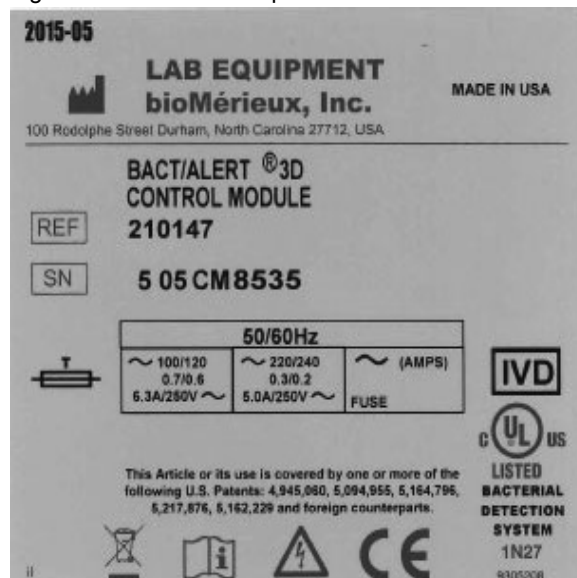 2015-05
LAB EQUIPMENT
bioMérieux, Inc.
MADE IN USA
100 Rodolphe Street Durham, North Carolina 27712, USA
BACT/ALERT ®3D
CONTROL MODULE
REF 210147
SN 5 05 CM8535
50/60Hz
T
~ 100/120 ~ 220/240 ~ (AMPS)
0.7/0.6 0.3/0.2
6.3A/250V ~ 5.0A/250V ~ FUSE
IVD
C UL US
LISTED
BACTERIAL
DETECTION
SYSTEM
1N27
This Article or its use is covered by one or more of the
following U.S. Patents: 4,945,060, 5,094,955, 5,164,796,
5,217,876, 5,162,229 and foreign counterparts.
i
CE